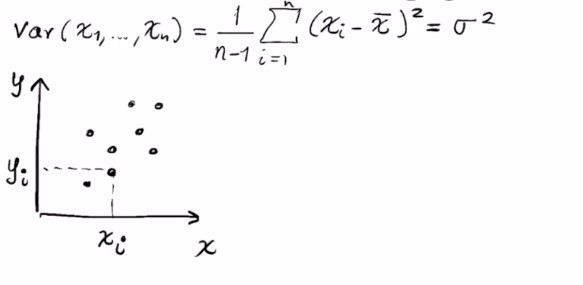 Var(x₁,...,xₙ) = 1/(n-1) ∑ᵢ₌₁ⁿ (xᵢ - x̄)² = σ²
y
yᵢ
xᵢ
x